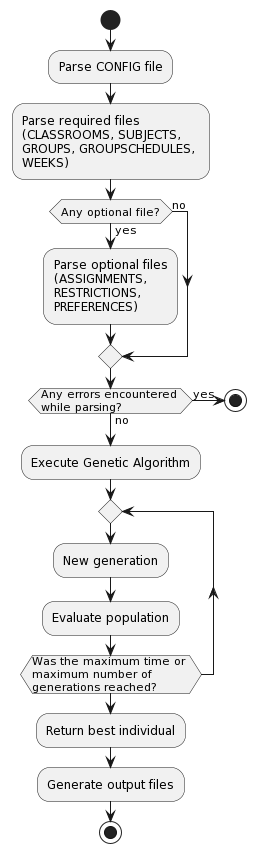 Parse CONFIG file
Parse required files
(CLASSROOMS, SUBJECTS,
GROUPS, GROUPSCHEDULES,
WEEKS)
Any optional file?
no
yes
Parse optional files
(ASSIGNMENTS,
RESTRICTIONS,
PREFERENCES)
Any errors encountered
while parsing?
yes
no
Execute Genetic Algorithm
New generation
Evaluate population
Was the maximum time or
maximum number of
generations reached?
Return best individual
Generate output files